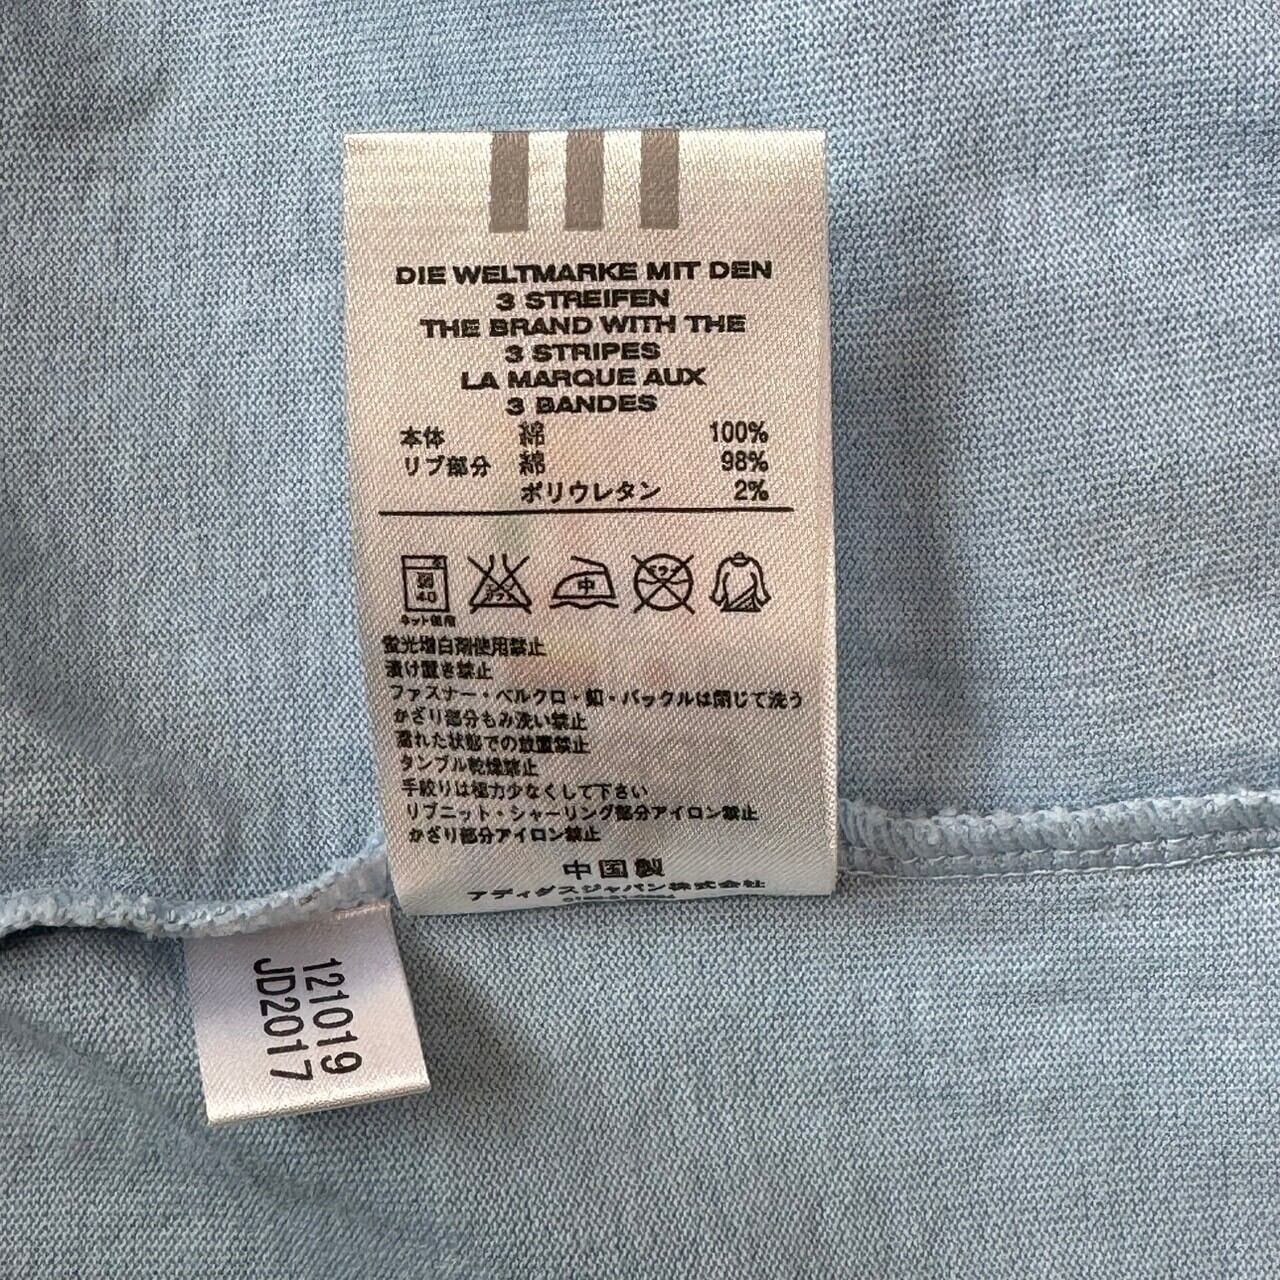 DIE WELTMARKE MIT DEN
3 STREIFEN
THE BRAND WITH THE
3 STRIPES
LA MARQUE AUX
3 BANDES
本体 綿 100%
リブ部分 綿 98%
ポリウレタン 2%
40
ネット使用
中
蛍光増白剤使用禁止
漬け置き禁止
ファスナー・ベルクロ・釦・バックルは閉じて洗う
かざり部分もみ洗い禁止
濡れた状態での放置禁止
タンブル乾燥禁止
手絞りは極力少なくして下さい
リブニット・シャーリング部分アイロン禁止
かざり部分アイロン禁止
中国製
アディダスジャパン株式会社
121019
JD2017